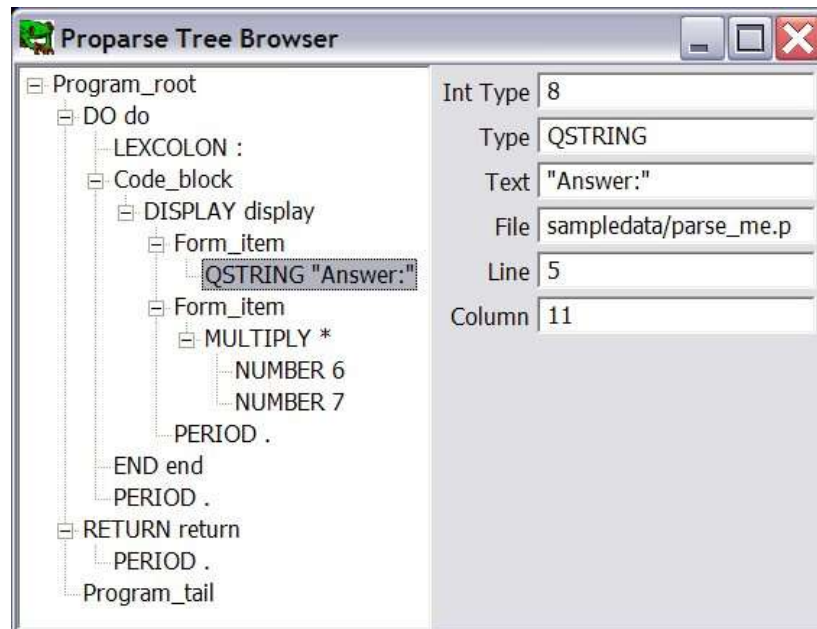 Proparse Tree Browser
Program_root
DO do
LEXCOLON :
Code_block
DISPLAY display
Form_item
QSTRING "Answer:"
Form_item
MULTIPLY *
NUMBER 6
NUMBER 7
PERIOD .
END end
PERIOD .
RETURN return
PERIOD .
Program_tail
Int Type 8
Type QSTRING
Text "Answer:"
File sampledata/parse_me.p
Line 5
Column 11